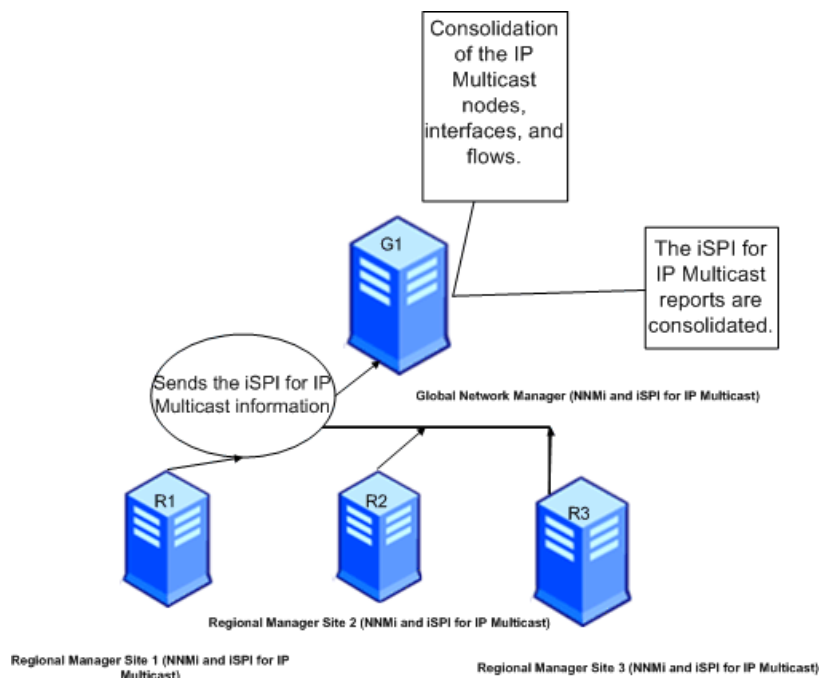 Consolidation
of the IP
Multicast
nodes,
interfaces, and
flows.
G1
The iSPI for
IP Multicast
reports are
consolidated.
Sends the iSPI for IP
Multicast information
Global Network Manager (NNMi and iSPI for IP Multicast)
R1
R2
R3
Regional Manager Site 2 (NNMi and iSPI for IP Multicast)
Regional Manager Site 1 (NNMi and iSPI for IP
Multicast)
Regional Manager Site 3 (NNMi and iSPI for IP Multicast)